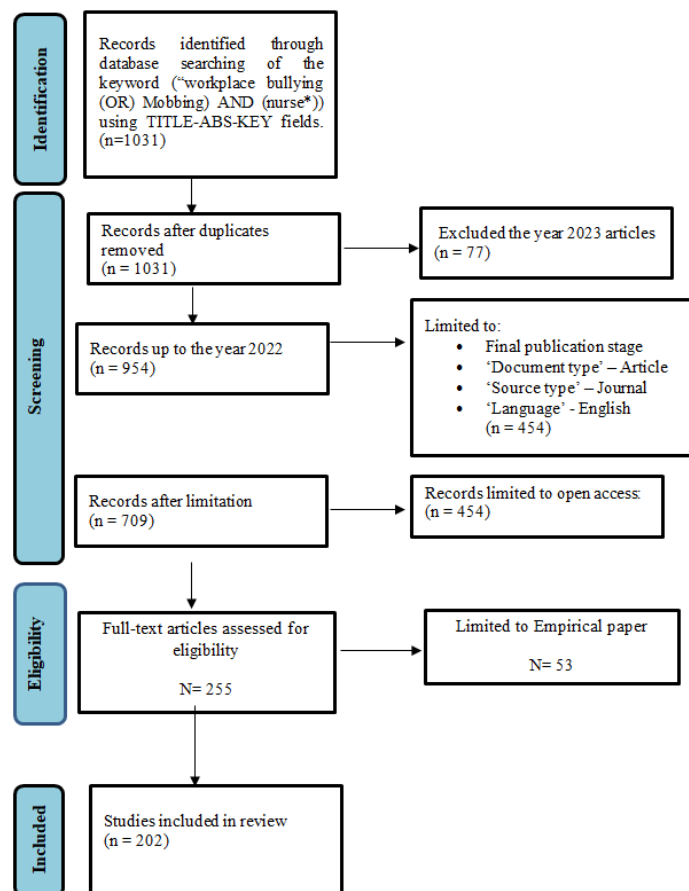 Identification
Records identified through
database searching of the
keyword (“workplace bullying
(OR) Mobbing) AND (nurse*))
using TITLE-ABS-KEY fields.
(n=1031)
Screening
Records after duplicates
removed
(n = 1031)
Excluded the year 2023 articles
(n = 77)
Records up to the year 2022
(n = 954)
Limited to:
• Final publication stage
• ‘Document type’ – Article
• ‘Source type’ – Journal
• ‘Language’ - English
(n = 454)
Records after limitation
(n = 709)
Records limited to open access:
(n = 454)
Eligibility
Full-text articles assessed for
eligibility
N= 255
Limited to Empirical paper
N= 53
Included
Studies included in review
(n = 202)